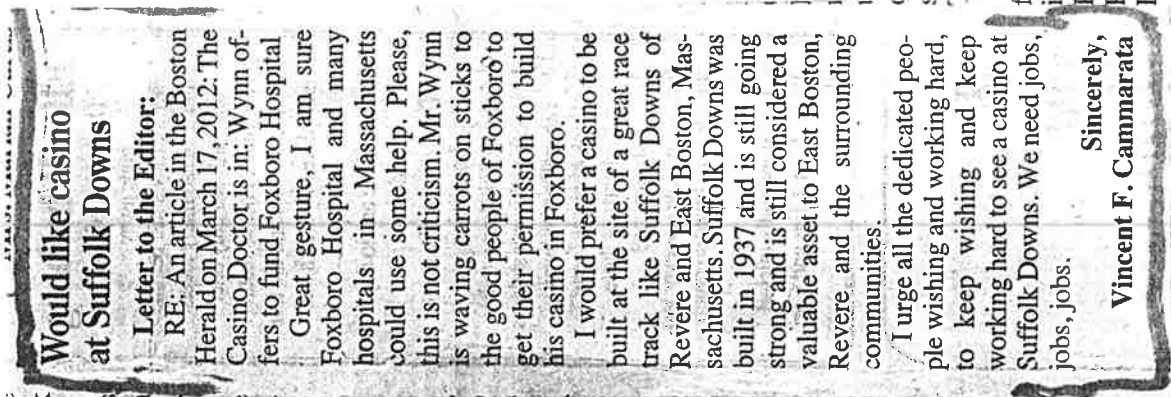 Would like casino
at Suffolk Downs
Letter to the Editor:
RE: An article in the Boston
Herald on March 17, 2012: The
Casino Doctor is in: Wynn of-
fers to fund Foxboro Hospital
Great gesture, I am sure
Foxboro Hospital and many
hospitals in Massachusetts
could use some help. Please,
this is not criticism. Mr. Wynn
is waving carrots on sticks to
the good people of Foxboro to
get their permission to build
his casino in Foxboro.
I would prefer a casino to be
built at the site of a great race
track like Suffolk Downs of
Revere and East Boston, Mas-
sachusetts. Suffolk Downs was
built in 1937 and is still going
strong and is still considered a
valuable asset to East Boston,
Revere and the surrounding
communities.
I urge all the dedicated peo-
ple wishing and working hard,
to keep wishing and keep
working hard to see a casino at
Suffolk Downs. We need jobs,
jobs, jobs.
Sincerely,
Vincent F. Cammarata